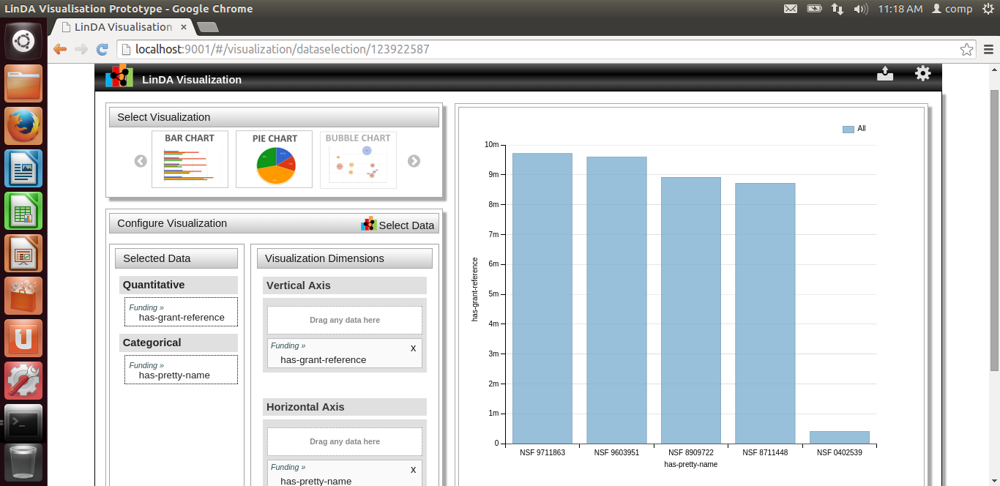 LinDA Visualisation Prototype - Google Chrome
11:18 AM
comp
LinDA Visualisation
localhost:9001/#/visualization/dataselection/123922587
LinDA Visualization
Select Visualization
BAR CHART
PIE CHART
BUBBLE CHART
Configure Visualization
Select Data
Selected Data
Quantitative
Funding »
has-grant-reference
Categorical
Funding »
has-pretty-name
Visualization Dimensions
Vertical Axis
Drag any data here
Funding »
x
has-grant-reference
Horizontal Axis
Drag any data here
Funding »
x
has-pretty-name
All
10m
9m
8m
7m
6m
5m
4m
3m
2m
1m
0
has-grant-reference
NSF 9711863
NSF 9603951
NSF 8909722
NSF 8711448
NSF 0402539
has-pretty-name